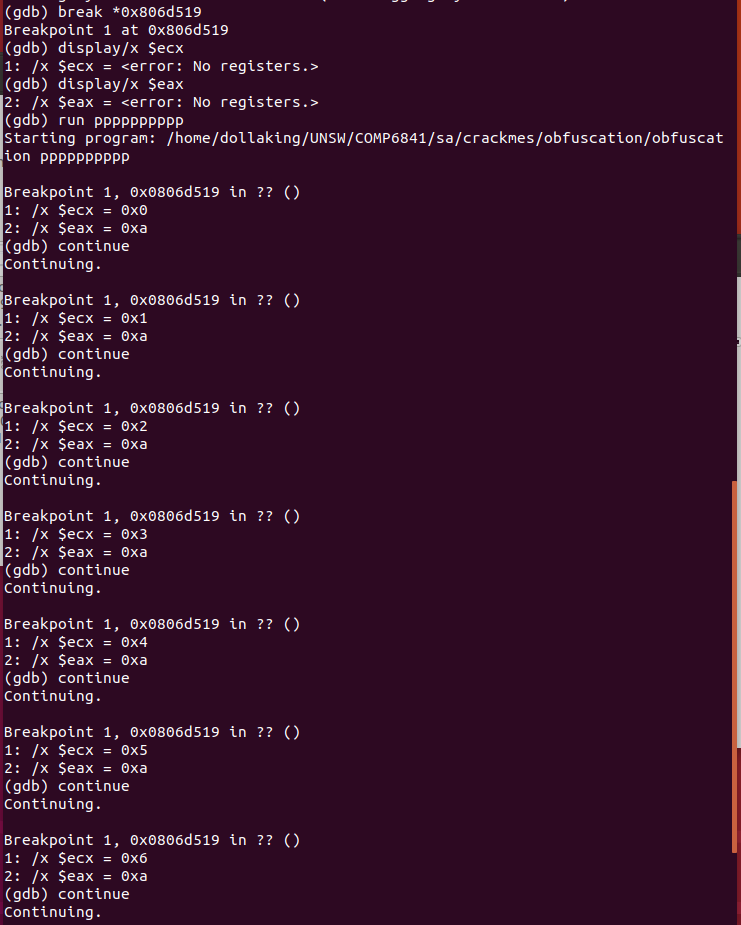 (gdb) break *0x806d519
Breakpoint 1 at 0x806d519
(gdb) display/x $ecx
1: /x $ecx = <error: No registers.>
(gdb) display/x $eax
2: /x $eax = <error: No registers.>
(gdb) run pppppppppp
Starting program: /home/dollaking/UNSW/COMP6841/sa/crackmes/obfuscation/obfuscat
ion pppppppppp
Breakpoint 1, 0x0806d519 in ?? ()
1: /x $ecx = 0x0
2: /x $eax = 0xa
(gdb) continue
Continuing.
Breakpoint 1, 0x0806d519 in ?? ()
1: /x $ecx = 0x1
2: /x $eax = 0xa
(gdb) continue
Continuing.
Breakpoint 1, 0x0806d519 in ?? ()
1: /x $ecx = 0x2
2: /x $eax = 0xa
(gdb) continue
Continuing.
Breakpoint 1, 0x0806d519 in ?? ()
1: /x $ecx = 0x3
2: /x $eax = 0xa
(gdb) continue
Continuing.
Breakpoint 1, 0x0806d519 in ?? ()
1: /x $ecx = 0x4
2: /x $eax = 0xa
(gdb) continue
Continuing.
Breakpoint 1, 0x0806d519 in ?? ()
1: /x $ecx = 0x5
2: /x $eax = 0xa
(gdb) continue
Continuing.
Breakpoint 1, 0x0806d519 in ?? ()
1: /x $ecx = 0x6
2: /x $eax = 0xa
(gdb) continue
Continuing.